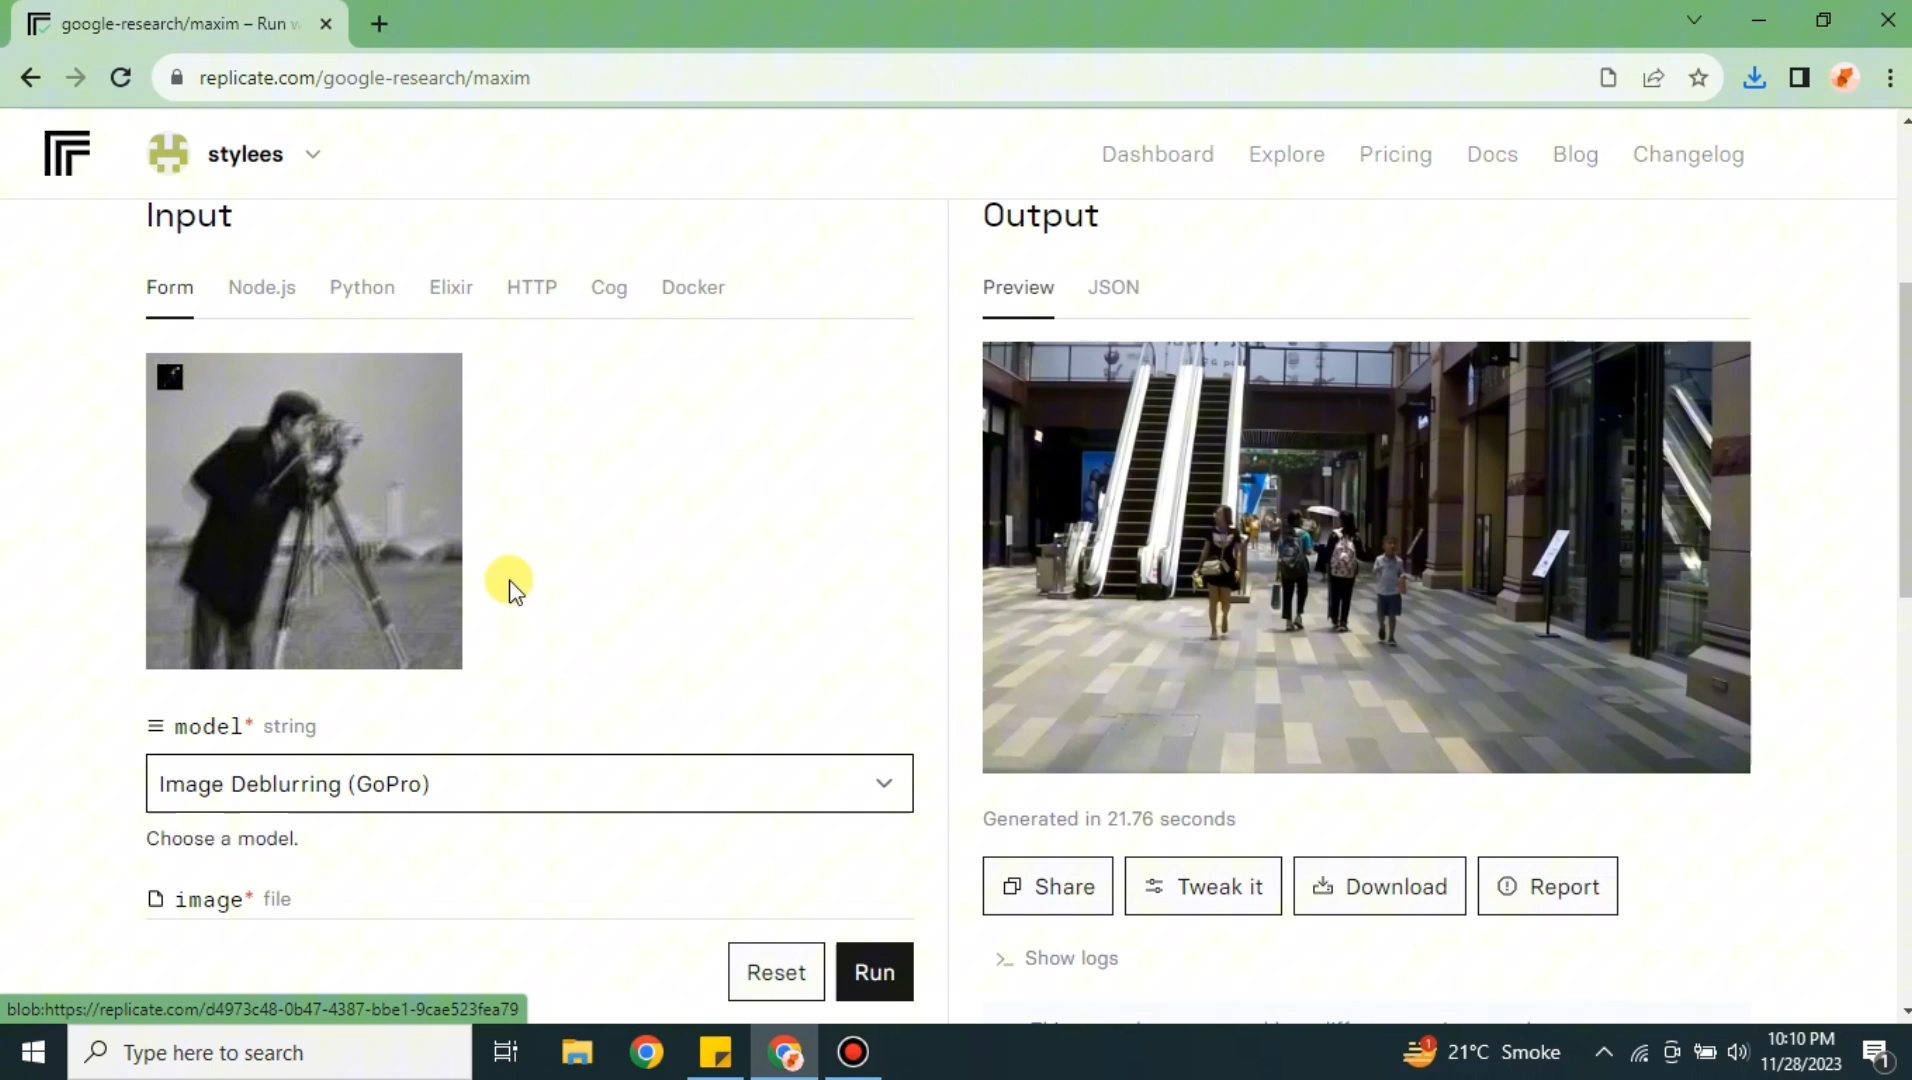 google-research/maxim – Run w
replicate.com/google-research/maxim
stylees
Dashboard
Explore
Pricing
Docs
Blog
Changelog
Input
Output
Form
Node.js
Python
Elixir
HTTP
Cog
Docker
Preview
JSON
model* string
Image Deblurring (GoPro)
Choose a model.
image* file
Reset
Run
Generated in 21.76 seconds
Share
Tweak it
Download
Report
>_ Show logs
blob:https://replicate.com/d4973c48-0b47-4387-bbe1-9cae523fea79
Type here to search
1
21°C Smoke
10:10 PM
11/28/2023
1